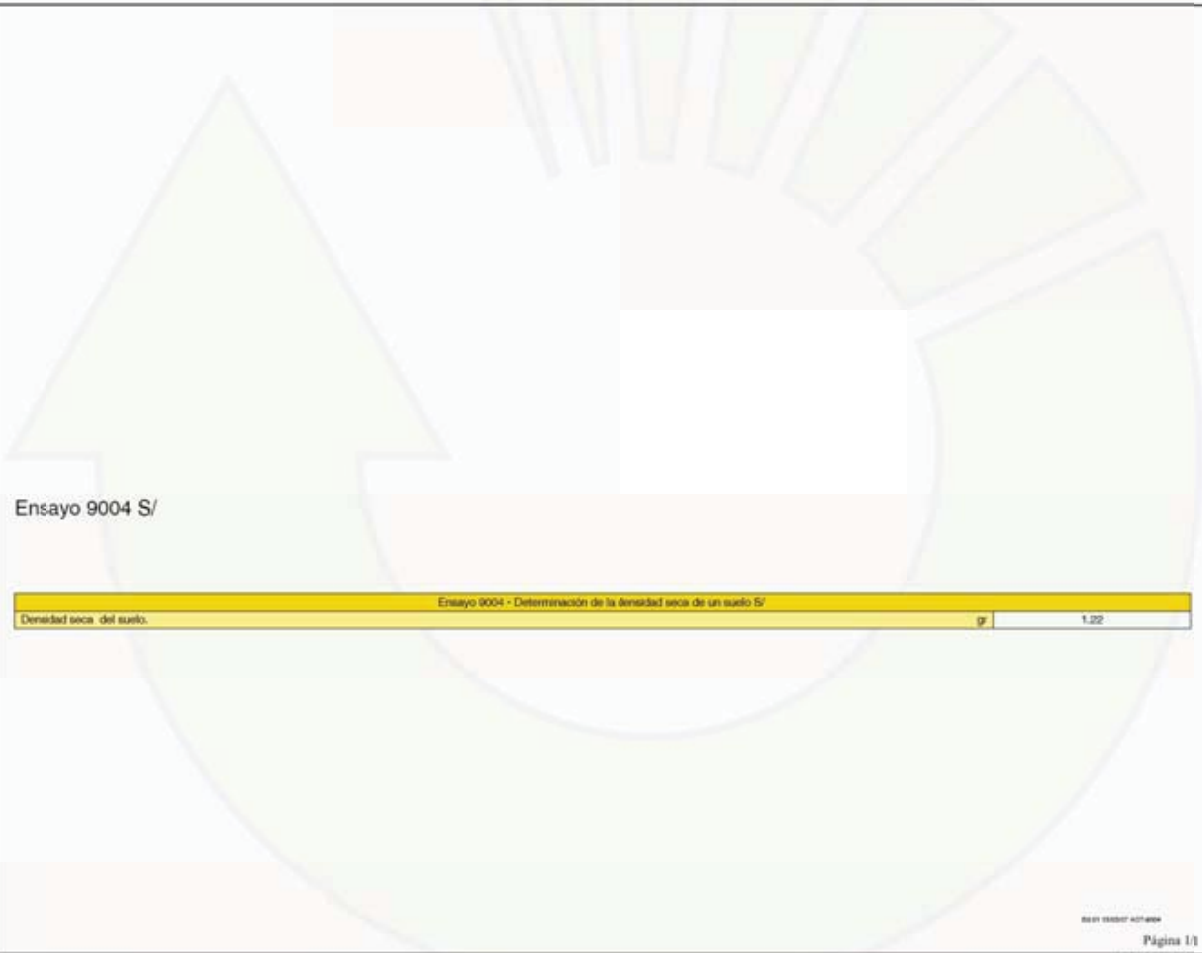 Ensayo 9004 S/
Ensayo 9004 - Determinación de la densidad seca de un suelo S/
Densidad seca del suelo. gr 1.22
Página 1/1